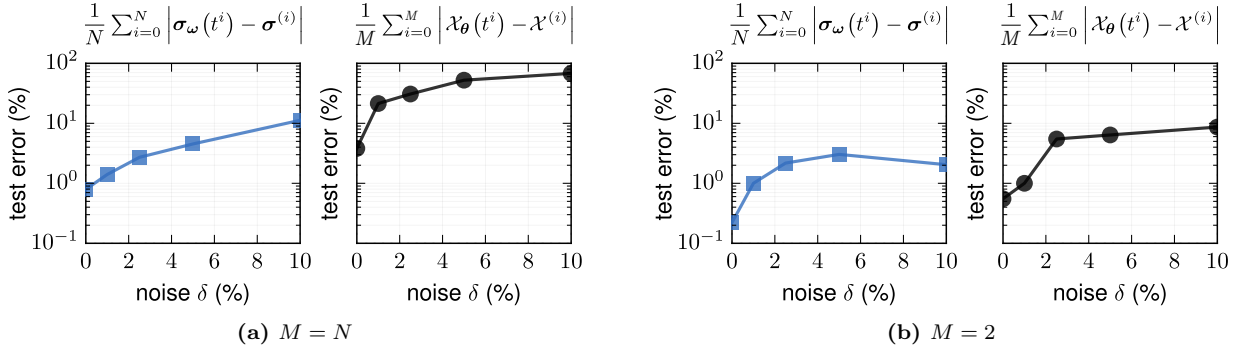 1/N ∑_{i=0}^{N} |σ_ω(t^i) − σ^{(i)}|
1/M ∑_{i=0}^{M} |𝒳_θ(t^i) − 𝒳^{(i)}|
1/N ∑_{i=0}^{N} |σ_ω(t^i) − σ^{(i)}|
1/M ∑_{i=0}^{M} |𝒳_θ(t^i) − 𝒳^{(i)}|
10^2
10^1
10^0
10^{−1}
test error (%)
0 2 4 6 8 10
noise δ (%)
test error (%)
0 2 4 6 8 10
noise δ (%)
(a) M = N
10^2
10^1
10^0
10^{−1}
test error (%)
0 2 4 6 8 10
noise δ (%)
test error (%)
0 2 4 6 8 10
noise δ (%)
(b) M = 2